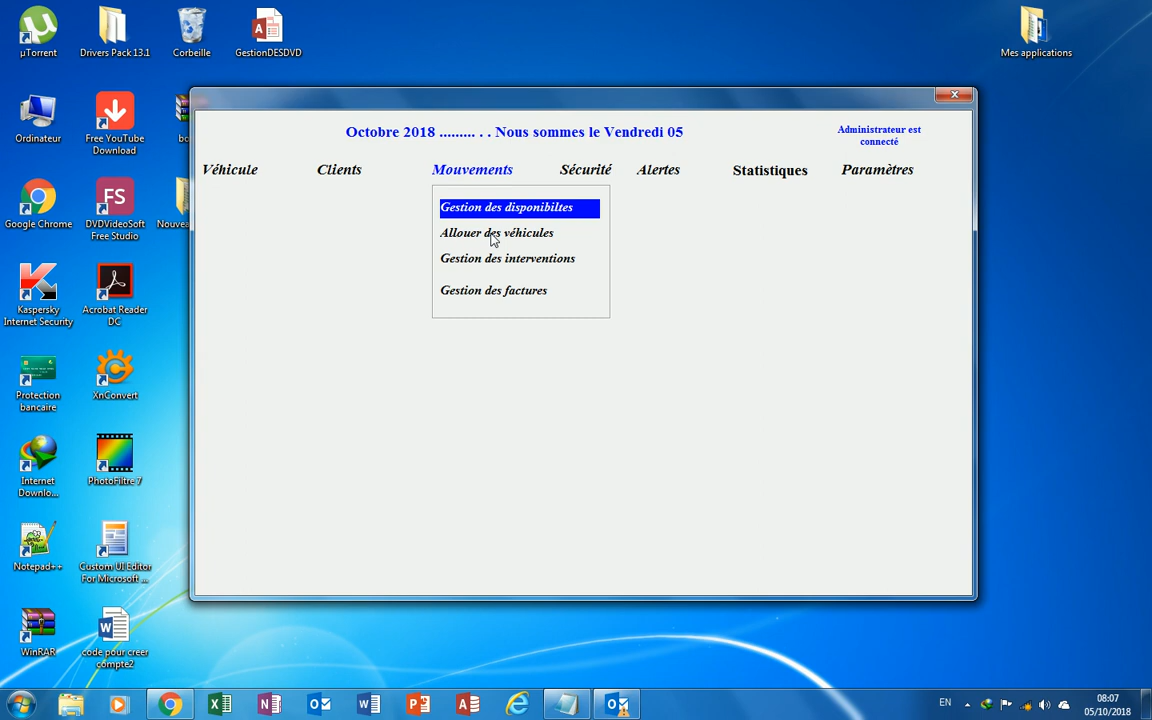 µTorrent
Drivers Pack 13.1
Corbeille
GestionDESDVD
Mes applications
Ordinateur
Free YouTube
Download
bo
Google Chrome
DVDVideoSoft
Free Studio
Nouvea
Kaspersky
Internet Security
Acrobat Reader
DC
Protection
bancaire
XnConvert
Internet
Downlo...
PhotoFiltre 7
Notepad++
Custom UI Editor
For Microsoft ...
WinRAR
code pour creer
compte2
Octobre 2018 ......... . . Nous sommes le Vendredi 05
Administrateur est
connecté
Véhicule Clients Mouvements Sécurité Alertes Statistiques Paramètres
Gestion des disponibiltes
Allouer des véhicules
Gestion des interventions
Gestion des factures
EN
08:07
05/10/2018